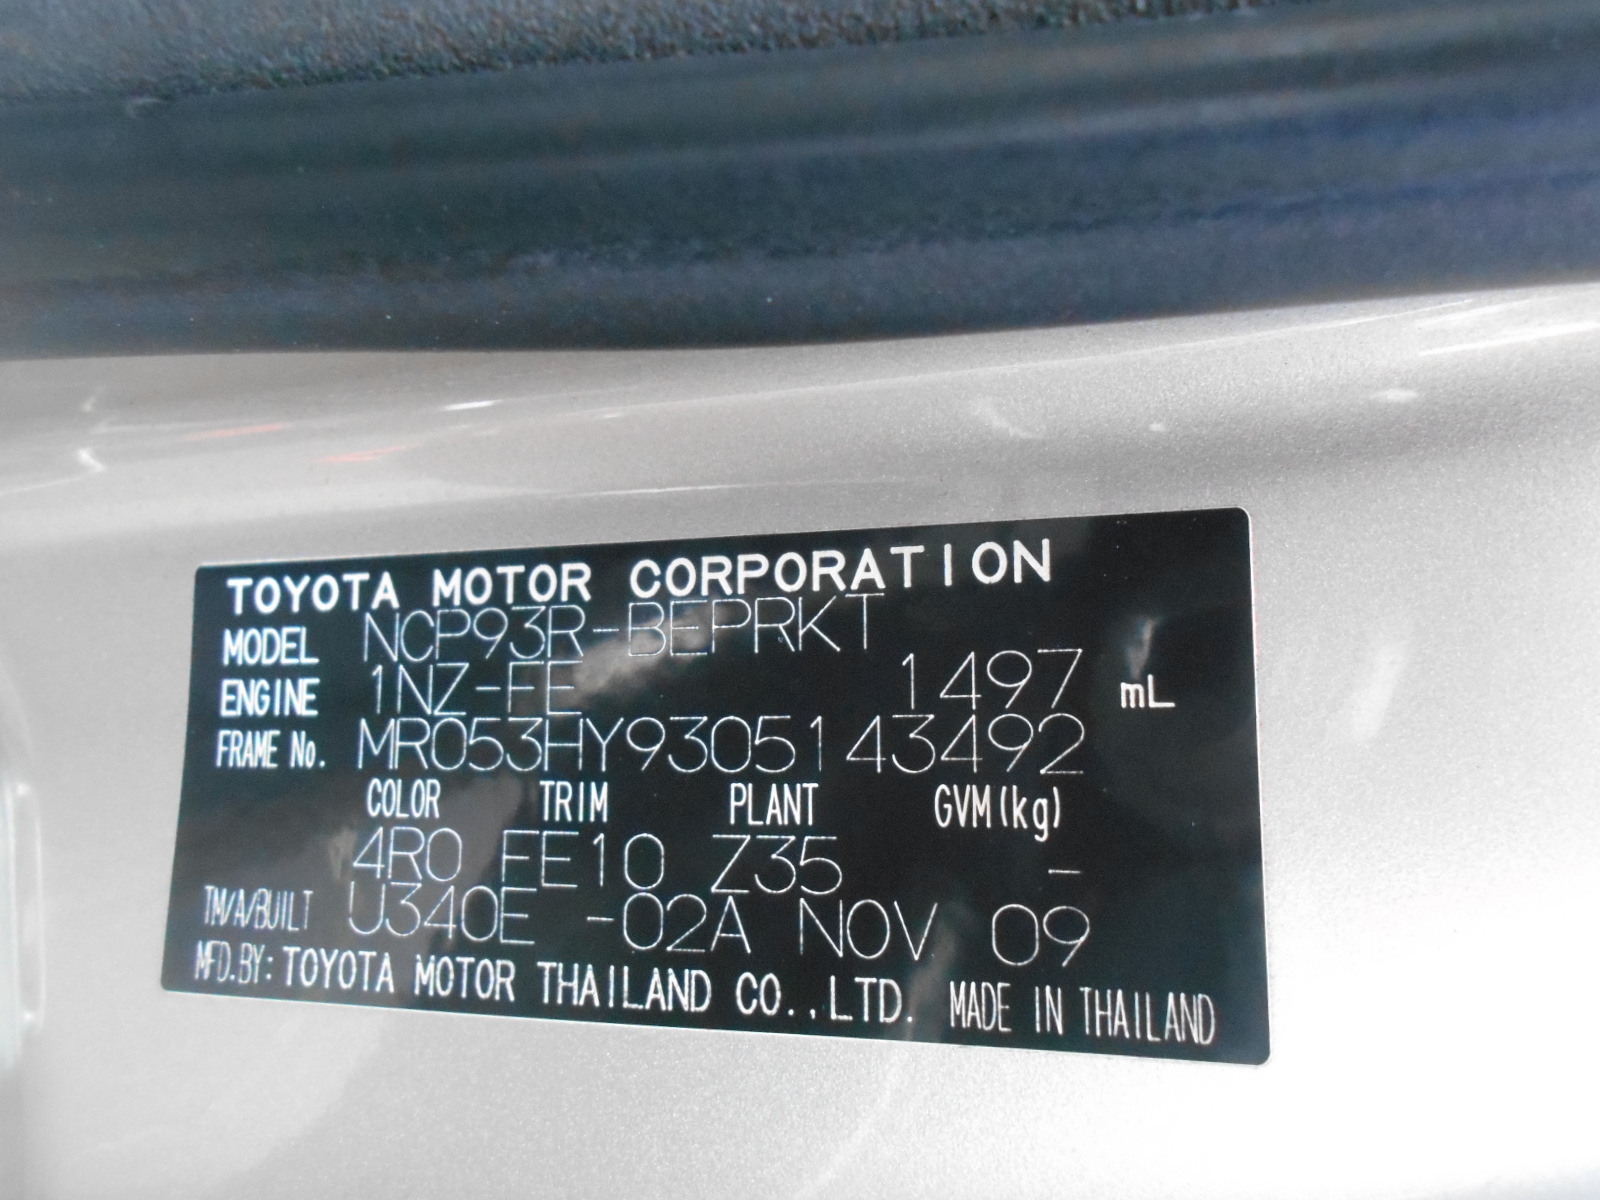 TOYOTA MOTOR CORPORATION
MODEL NCP93R-BEPRKT
ENGINE 1NZ-FE 1497 mL
FRAME No. MR053HY9305143492
COLOR TRIM PLANT GVM(kg)
4R0 FE10 Z35 -
TM/A/BUILT U340E -02A NOV 09
MFD.BY: TOYOTA MOTOR THAILAND CO.,LTD. MADE IN THAILAND